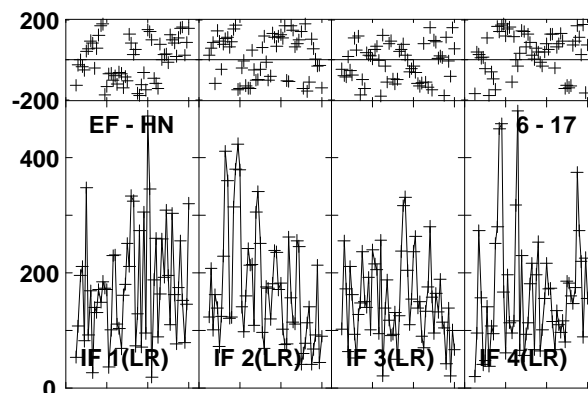 200
-200
EF - HN
6 - 17
400
200
0
IF 1(LR)
IF 2(LR)
IF 3(LR)
IF 4(LR)